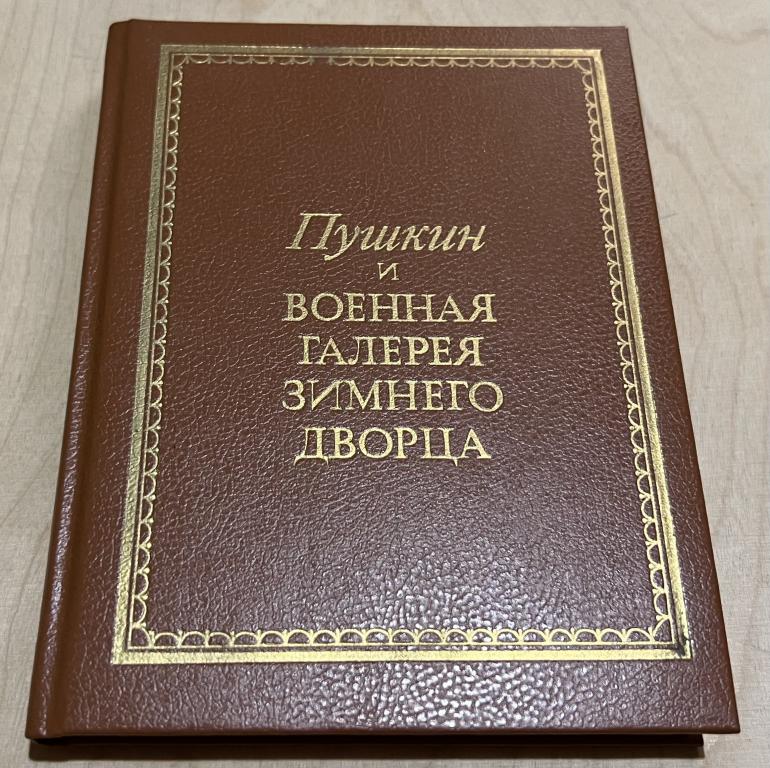 Пушкин
и
ВОЕННАЯ
ГАЛЕРЕЯ
ЗИМНЕГО
ДВОРЦА